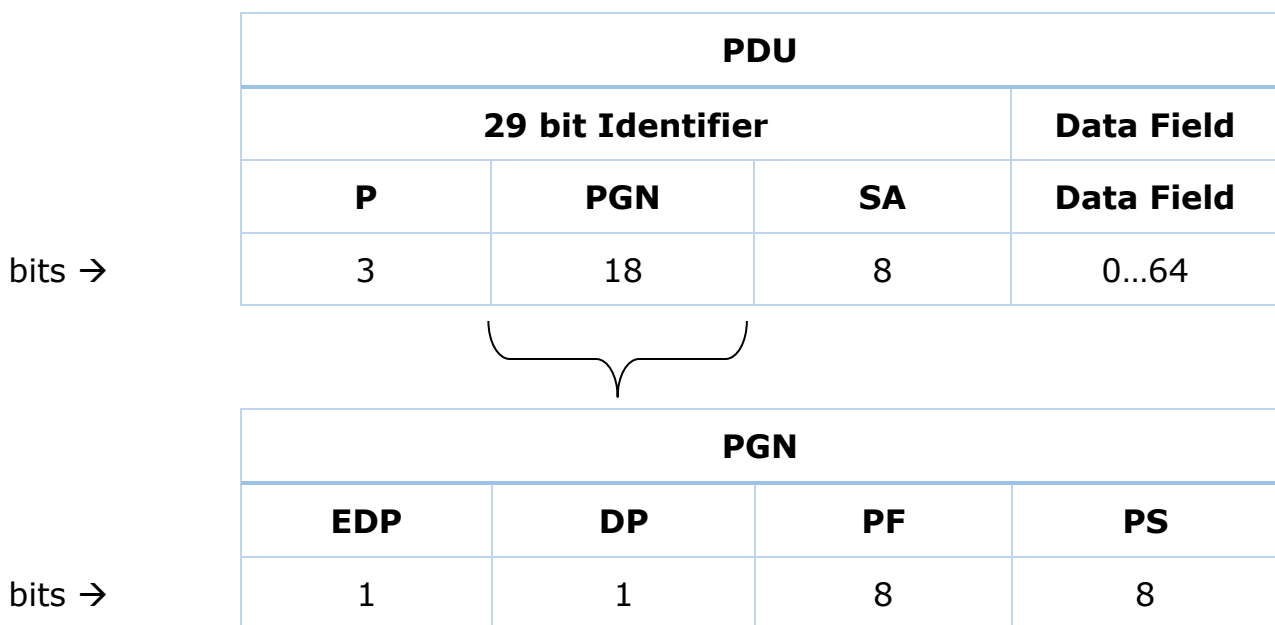 PDU
29 bit Identifier Data Field
P PGN SA Data Field
bits → 3 18 8 0…64
PGN
EDP DP PF PS
bits → 1 1 8 8